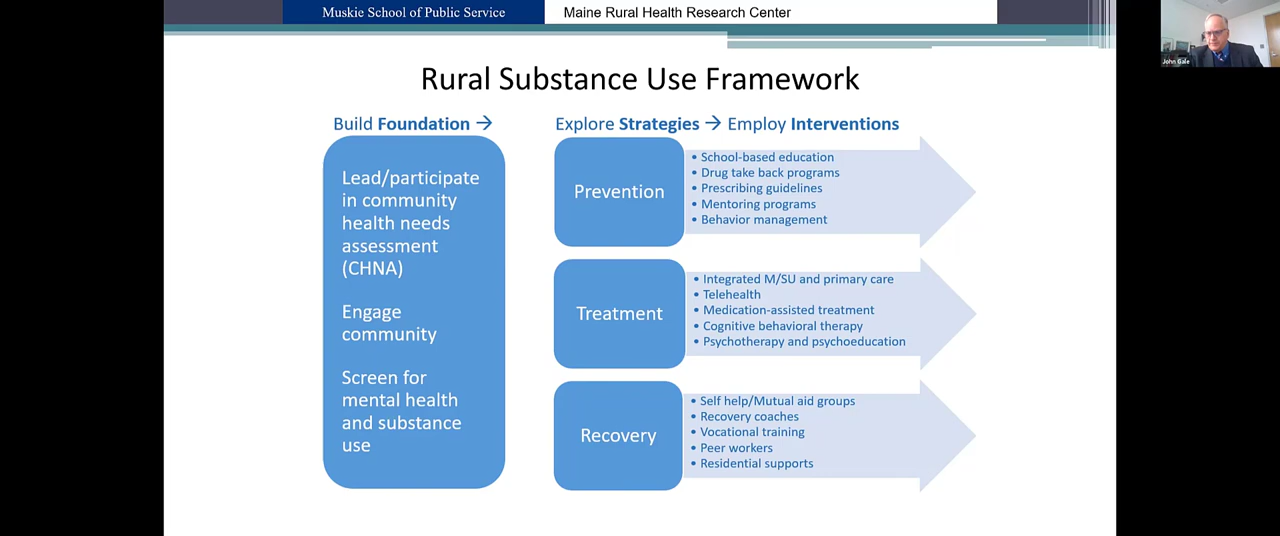 Muskie School of Public Service
Maine Rural Health Research Center
John Gale
Rural Substance Use Framework
Build Foundation →
Explore Strategies → Employ Interventions
Lead/participate
in community
health needs
assessment
(CHNA)
Engage
community
Screen for
mental health
and substance
use
Prevention
• School-based education
• Drug take back programs
• Prescribing guidelines
• Mentoring programs
• Behavior management
Treatment
• Integrated M/SU and primary care
• Telehealth
• Medication-assisted treatment
• Cognitive behavioral therapy
• Psychotherapy and psychoeducation
Recovery
• Self help/Mutual aid groups
• Recovery coaches
• Vocational training
• Peer workers
• Residential supports